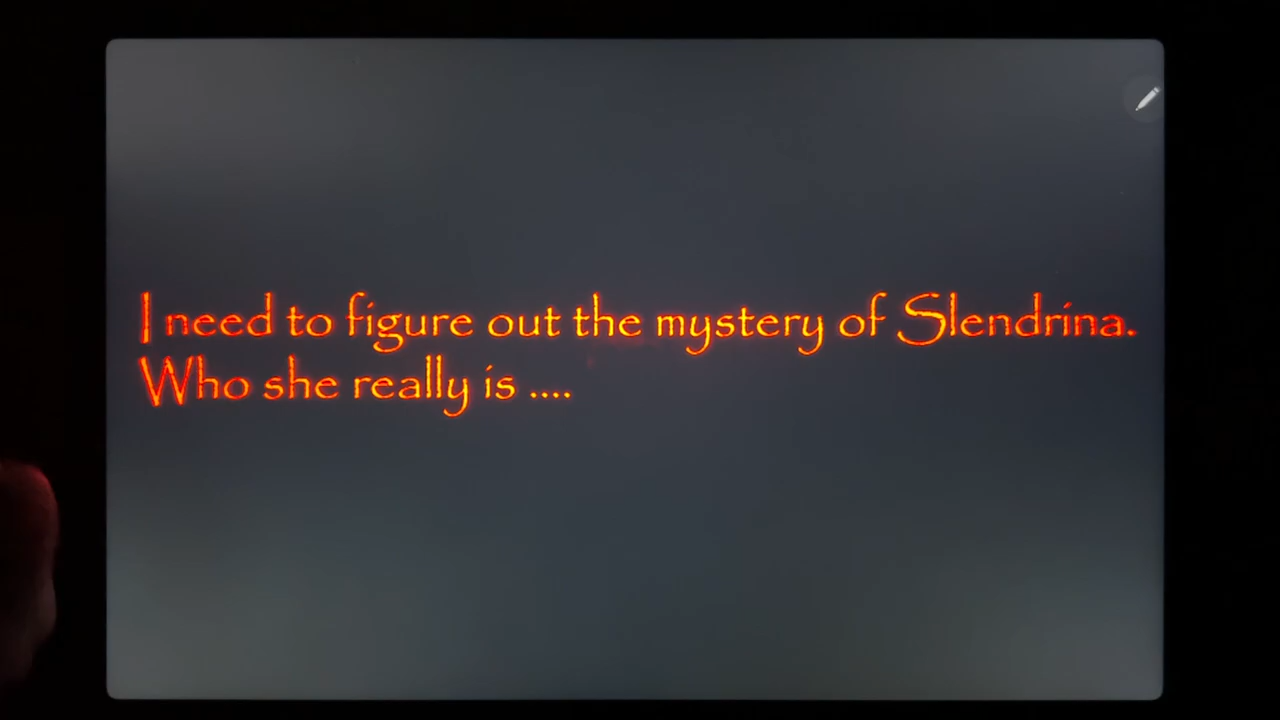 I need to figure out the mystery of Slendrina.
Who she really is ....